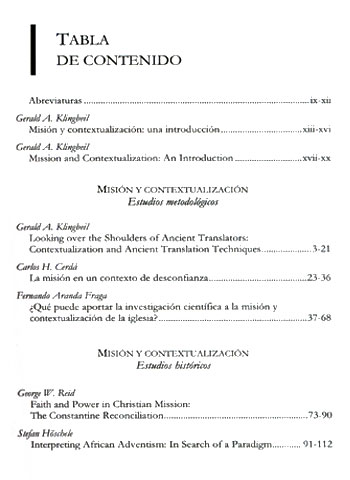 TABLA
DE CONTENIDO
Abreviaturas ........ ix-xii
Gerald A. Klingbeil
Misión y contextualización: una introducción ........ xiii-xvi
Gerald A. Klingbeil
Mission and Contextualization: An Introduction ........ xvii-xx
MISIÓN Y CONTEXTUALIZACIÓN
Estudios metodológicos
Gerald A. Klingbeil
Looking over the Shoulders of Ancient Translators:
Contextualization and Ancient Translation Techniques ........ 3-21
Carlos H. Cerdá
La misión en un contexto de desconfianza ........ 23-36
Fernando Aranda Fraga
¿Qué puede aportar la investigación científica a la misión y
contextualización de la iglesia? ........ 37-68
MISIÓN Y CONTEXTUALIZACIÓN
Estudios históricos
George W. Reid
Faith and Power in Christian Mission:
The Constantine Reconciliation ........ 73-90
Stefan Höschele
Interpreting African Adventism: In Search of a Paradigm ........ 91-112